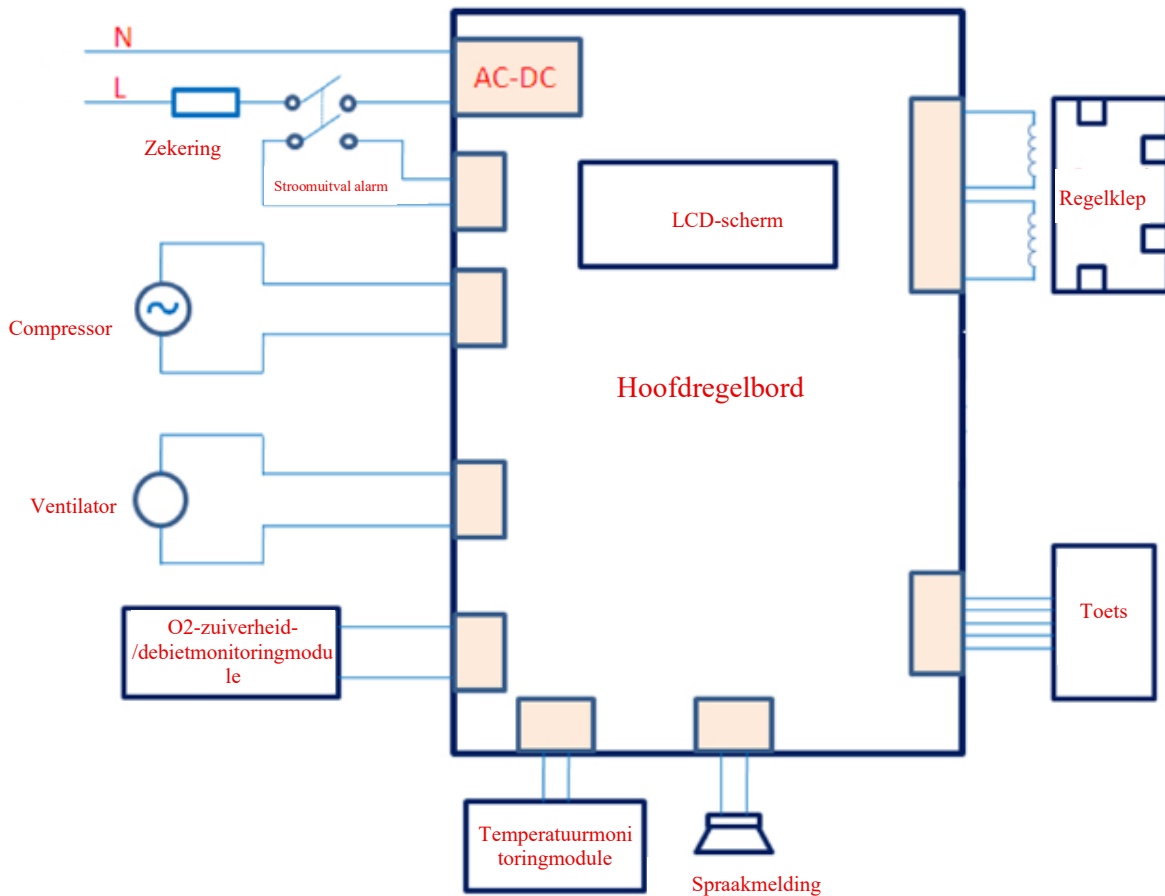 N
L
AC-DC
Zekering
Stroomuitval alarm
LCD-scherm
Regelklep
Compressor
Hoofdregelbord
Ventilator
O2-zuiverheid-
/debietmonitoringmodu
le
Toets
Temperatuurmoni
toringmodule
Spraakmelding